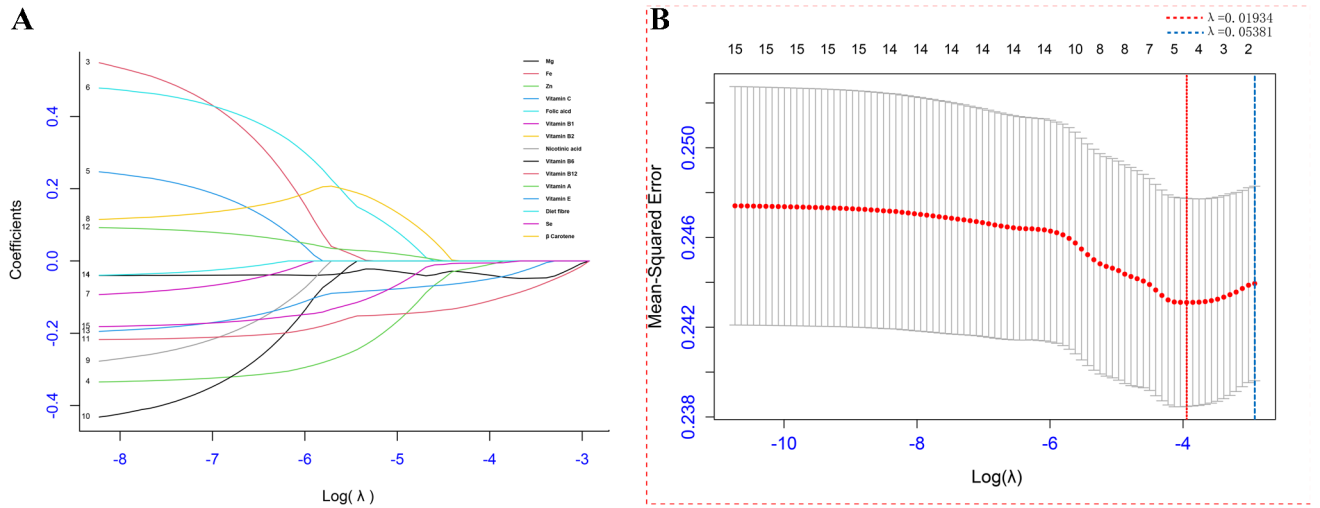 A
3
6
5
8
12
14
7
15
13
11
9
4
10
0.4
0.2
0.0
-0.2
-0.4
Coefficients
-8 -7 -6 -5 -4 -3
Log( λ )
Mg
Fe
Zn
Vitamin C
Folic aicd
Vitamin B1
Vitamin B2
Nicotinic acid
Vitamin B6
Vitamin B12
Vitamin A
Vitamin E
Diet fibre
Se
β Carotene
B
λ=0.01934
λ=0.05381
15 15 15 15 15 14 14 14 14 14 14 10 8 8 7 5 4 3 2
0.250
0.246
0.242
0.238
Mean-Squared Error
-10 -8 -6 -4
Log(λ)